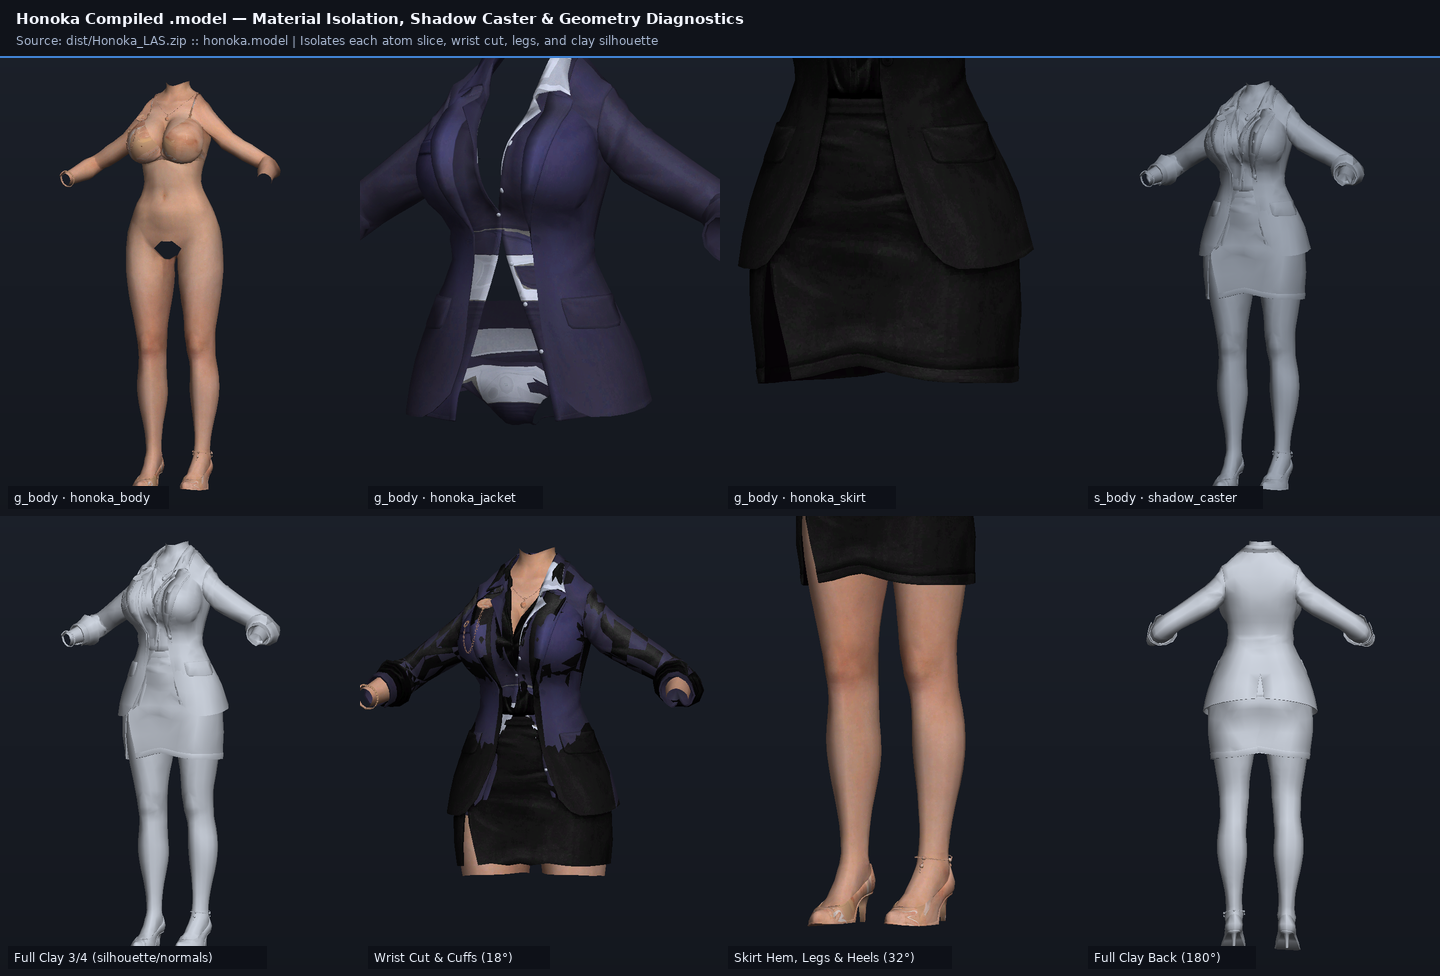 Honoka Compiled .model — Material Isolation, Shadow Caster & Geometry Diagnostics
Source: dist/Honoka_LAS.zip :: honoka.model | Isolates each atom slice, wrist cut, legs, and clay silhouette
g_body · honoka_body
g_body · honoka_jacket
g_body · honoka_skirt
s_body · shadow_caster
Full Clay 3/4 (silhouette/normals)
Wrist Cut & Cuffs (18°)
Skirt Hem, Legs & Heels (32°)
Full Clay Back (180°)